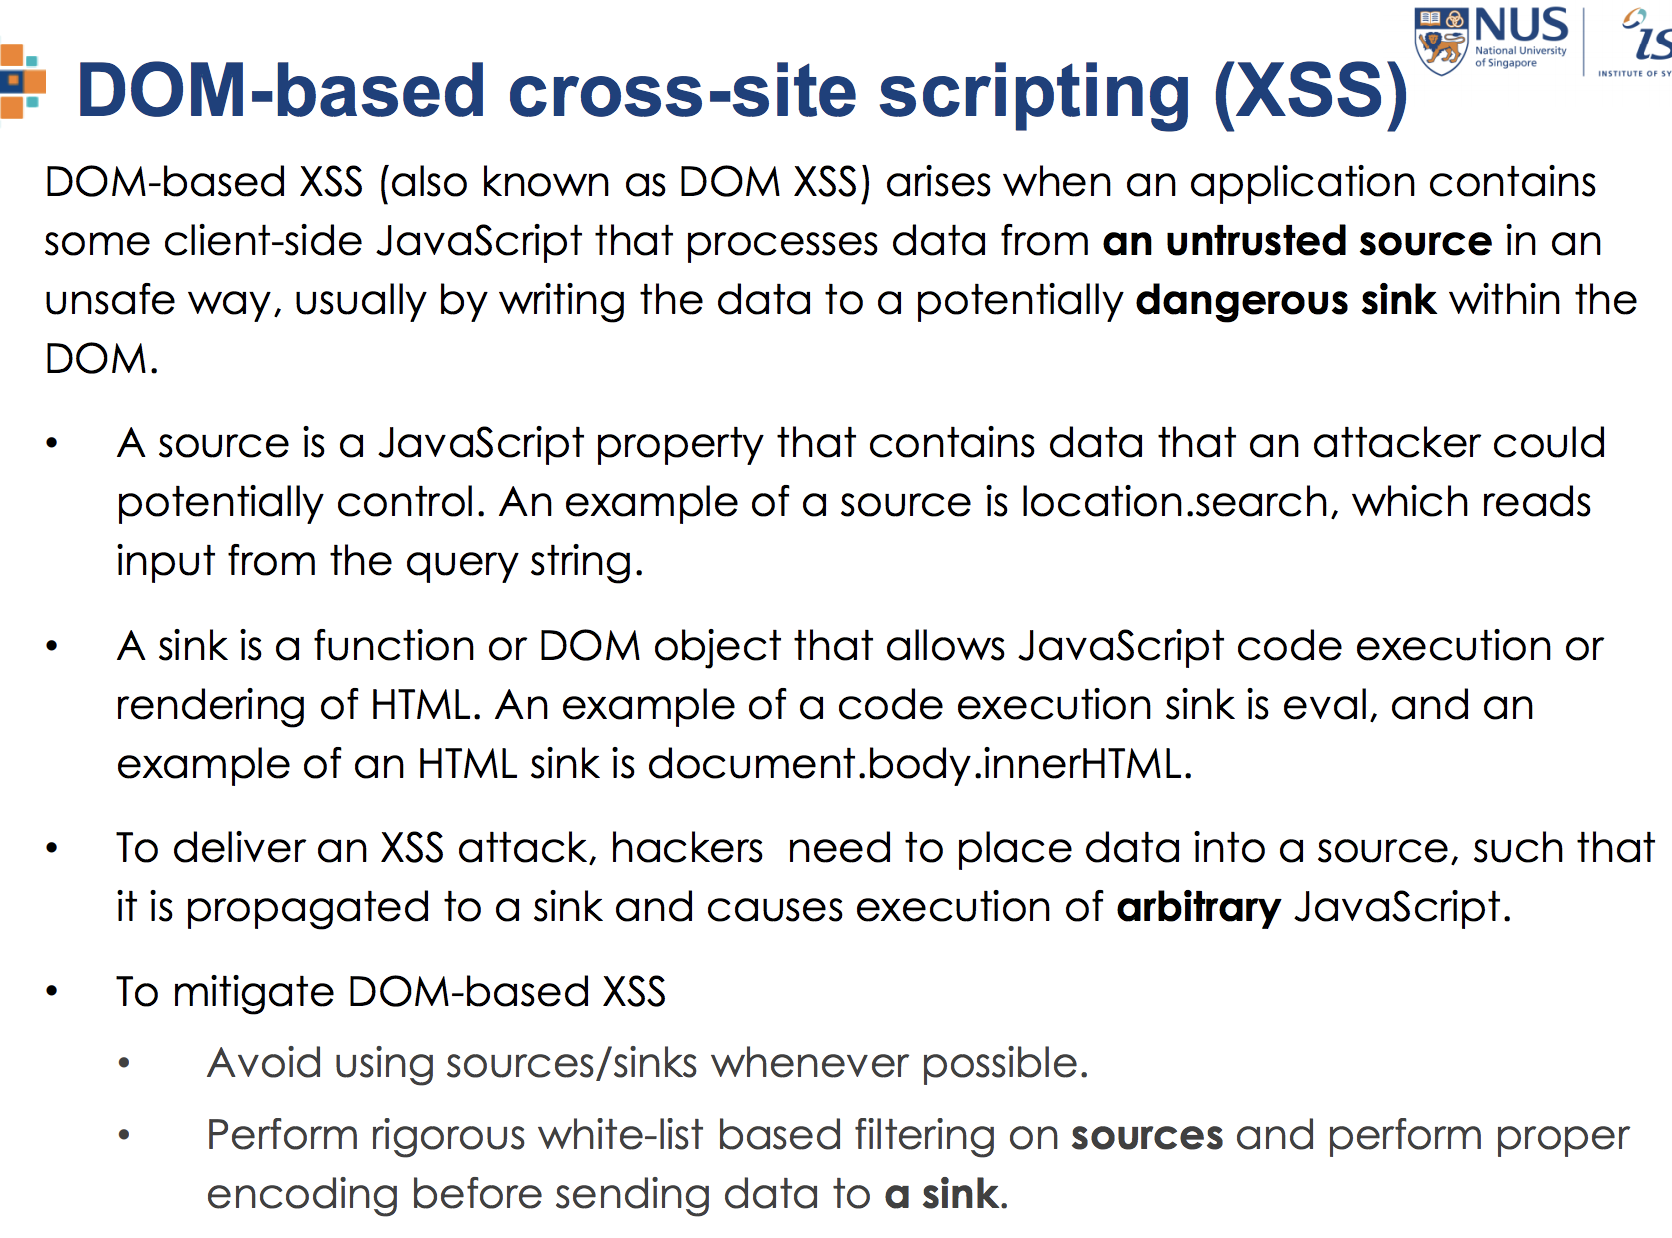 NUS
National University
of Singapore
INSTITUTE OF
DOM-based cross-site scripting (XSS)
DOM-based XSS (also known as DOM XSS) arises when an application contains
some client-side JavaScript that processes data from an untrusted source in an
unsafe way, usually by writing the data to a potentially dangerous sink within the
DOM.
• A source is a JavaScript property that contains data that an attacker could
potentially control. An example of a source is location.search, which reads
input from the query string.
• A sink is a function or DOM object that allows JavaScript code execution or
rendering of HTML. An example of a code execution sink is eval, and an
example of an HTML sink is document.body.innerHTML.
• To deliver an XSS attack, hackers  need to place data into a source, such that
it is propagated to a sink and causes execution of arbitrary JavaScript.
• To mitigate DOM-based XSS
• Avoid using sources/sinks whenever possible.
• Perform rigorous white-list based filtering on sources and perform proper
encoding before sending data to a sink.